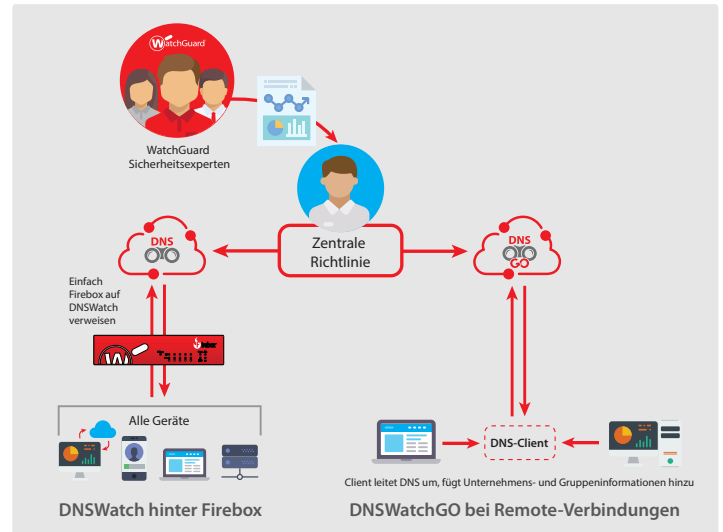 WatchGuard
WatchGuard
Sicherheitsexperten
Zentrale
Richtlinie
DNS
DNS
GO
Einfach
Firebox auf
DNSWatch
verweisen
Alle Geräte
DNS-Client
Client leitet DNS um, fügt Unternehmens- und Gruppeninformationen hinzu
DNSWatch hinter Firebox
DNSWatchGO bei Remote-Verbindungen